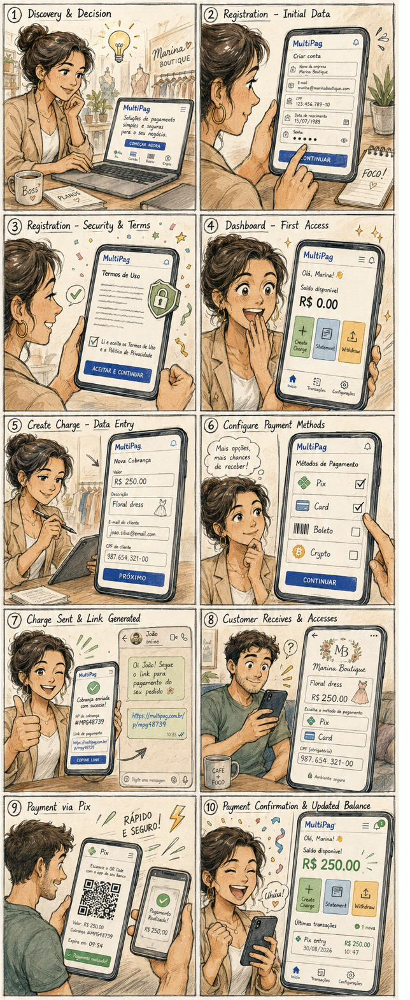 1 Discovery & Decision
Marina
BOUTIQUE
MultiPag
Soluções de pagamento
simples e seguras
para o seu negócio.
COMEÇAR AGORA
Pix
Cartão
Boleto
Cripto
Boss
PLANOS
2 Registration - Initial Data
MultiPag
Criar conta
Nome da empresa
Marina Boutique
E-mail
marina@marinaboutique.com
CPF
123.456.789-10
Data de nascimento
15/07/1989
Senha
CONTINUAR
FOCO!
3 Registration - Security & Terms
MultiPag
Termos de Uso
Li e aceito os Termos de Uso
e a Política de Privacidade
ACEITAR E CONTINUAR
4 Dashboard - First Access
MultiPag
Olá, Marina! 👋
Saldo disponível
R$ 0.00
Create
Charge
Statement
Withdraw
Início
Transações
Configurações
5 Create Charge - Data Entry
MultiPag
Nova Cobrança
Valor
R$ 250.00
Descrição
Floral dress
E-mail do cliente
joao.silva@email.com
CPF do cliente
987.654.321-00
PRÓXIMO
6 Configure Payment Methods
Mais opções,
mais chances
de receber!
MultiPag
Métodos de Pagamento
Pix
Card
Boleto
Crypto
CONTINUAR
7 Charge Sent & Link Generated
MultiPag
Cobrança enviada
com sucesso!
Nº da cobrança
#MPG48739
Link de pagamento
https://multipag.com.br/
p/mpg48739
COPIAR LINK
João
online
Oi João! Segue
o link para
pagamento do
seu pedido 🌸
https://multipag.com.br/
p/mpg48739
10:35
Digite uma mensagem
8 Customer Receives & Accesses
?
CAFÉ
+
FOCO
MB
Marina Boutique
Floral dress
R$ 250.00
Escolha o método de pagamento
Pix
Card
CPF (obrigatório)
987.654.321-00
Ambiente seguro
9 Payment via Pix
RÁPIDO
E SEGURO!
Pix
Escaneie o QR Code
com o app do seu banco
Valor: R$ 250.00
Cobrança #MPG48739
Expira em 09:54
Pagamento realizado!
Pagamento
Realizado!
R$ 250,00
10 Payment Confirmation & Updated Balance
Uhuu!
MultiPag
1
Olá, Marina! 👋
Saldo disponível
R$ 250.00
Create
Charge
Statement
Withdraw
Últimas transações
1 nova
Pix entry
R$ 250.00
30/08/2026
10:47
Início
Transações
Configurações